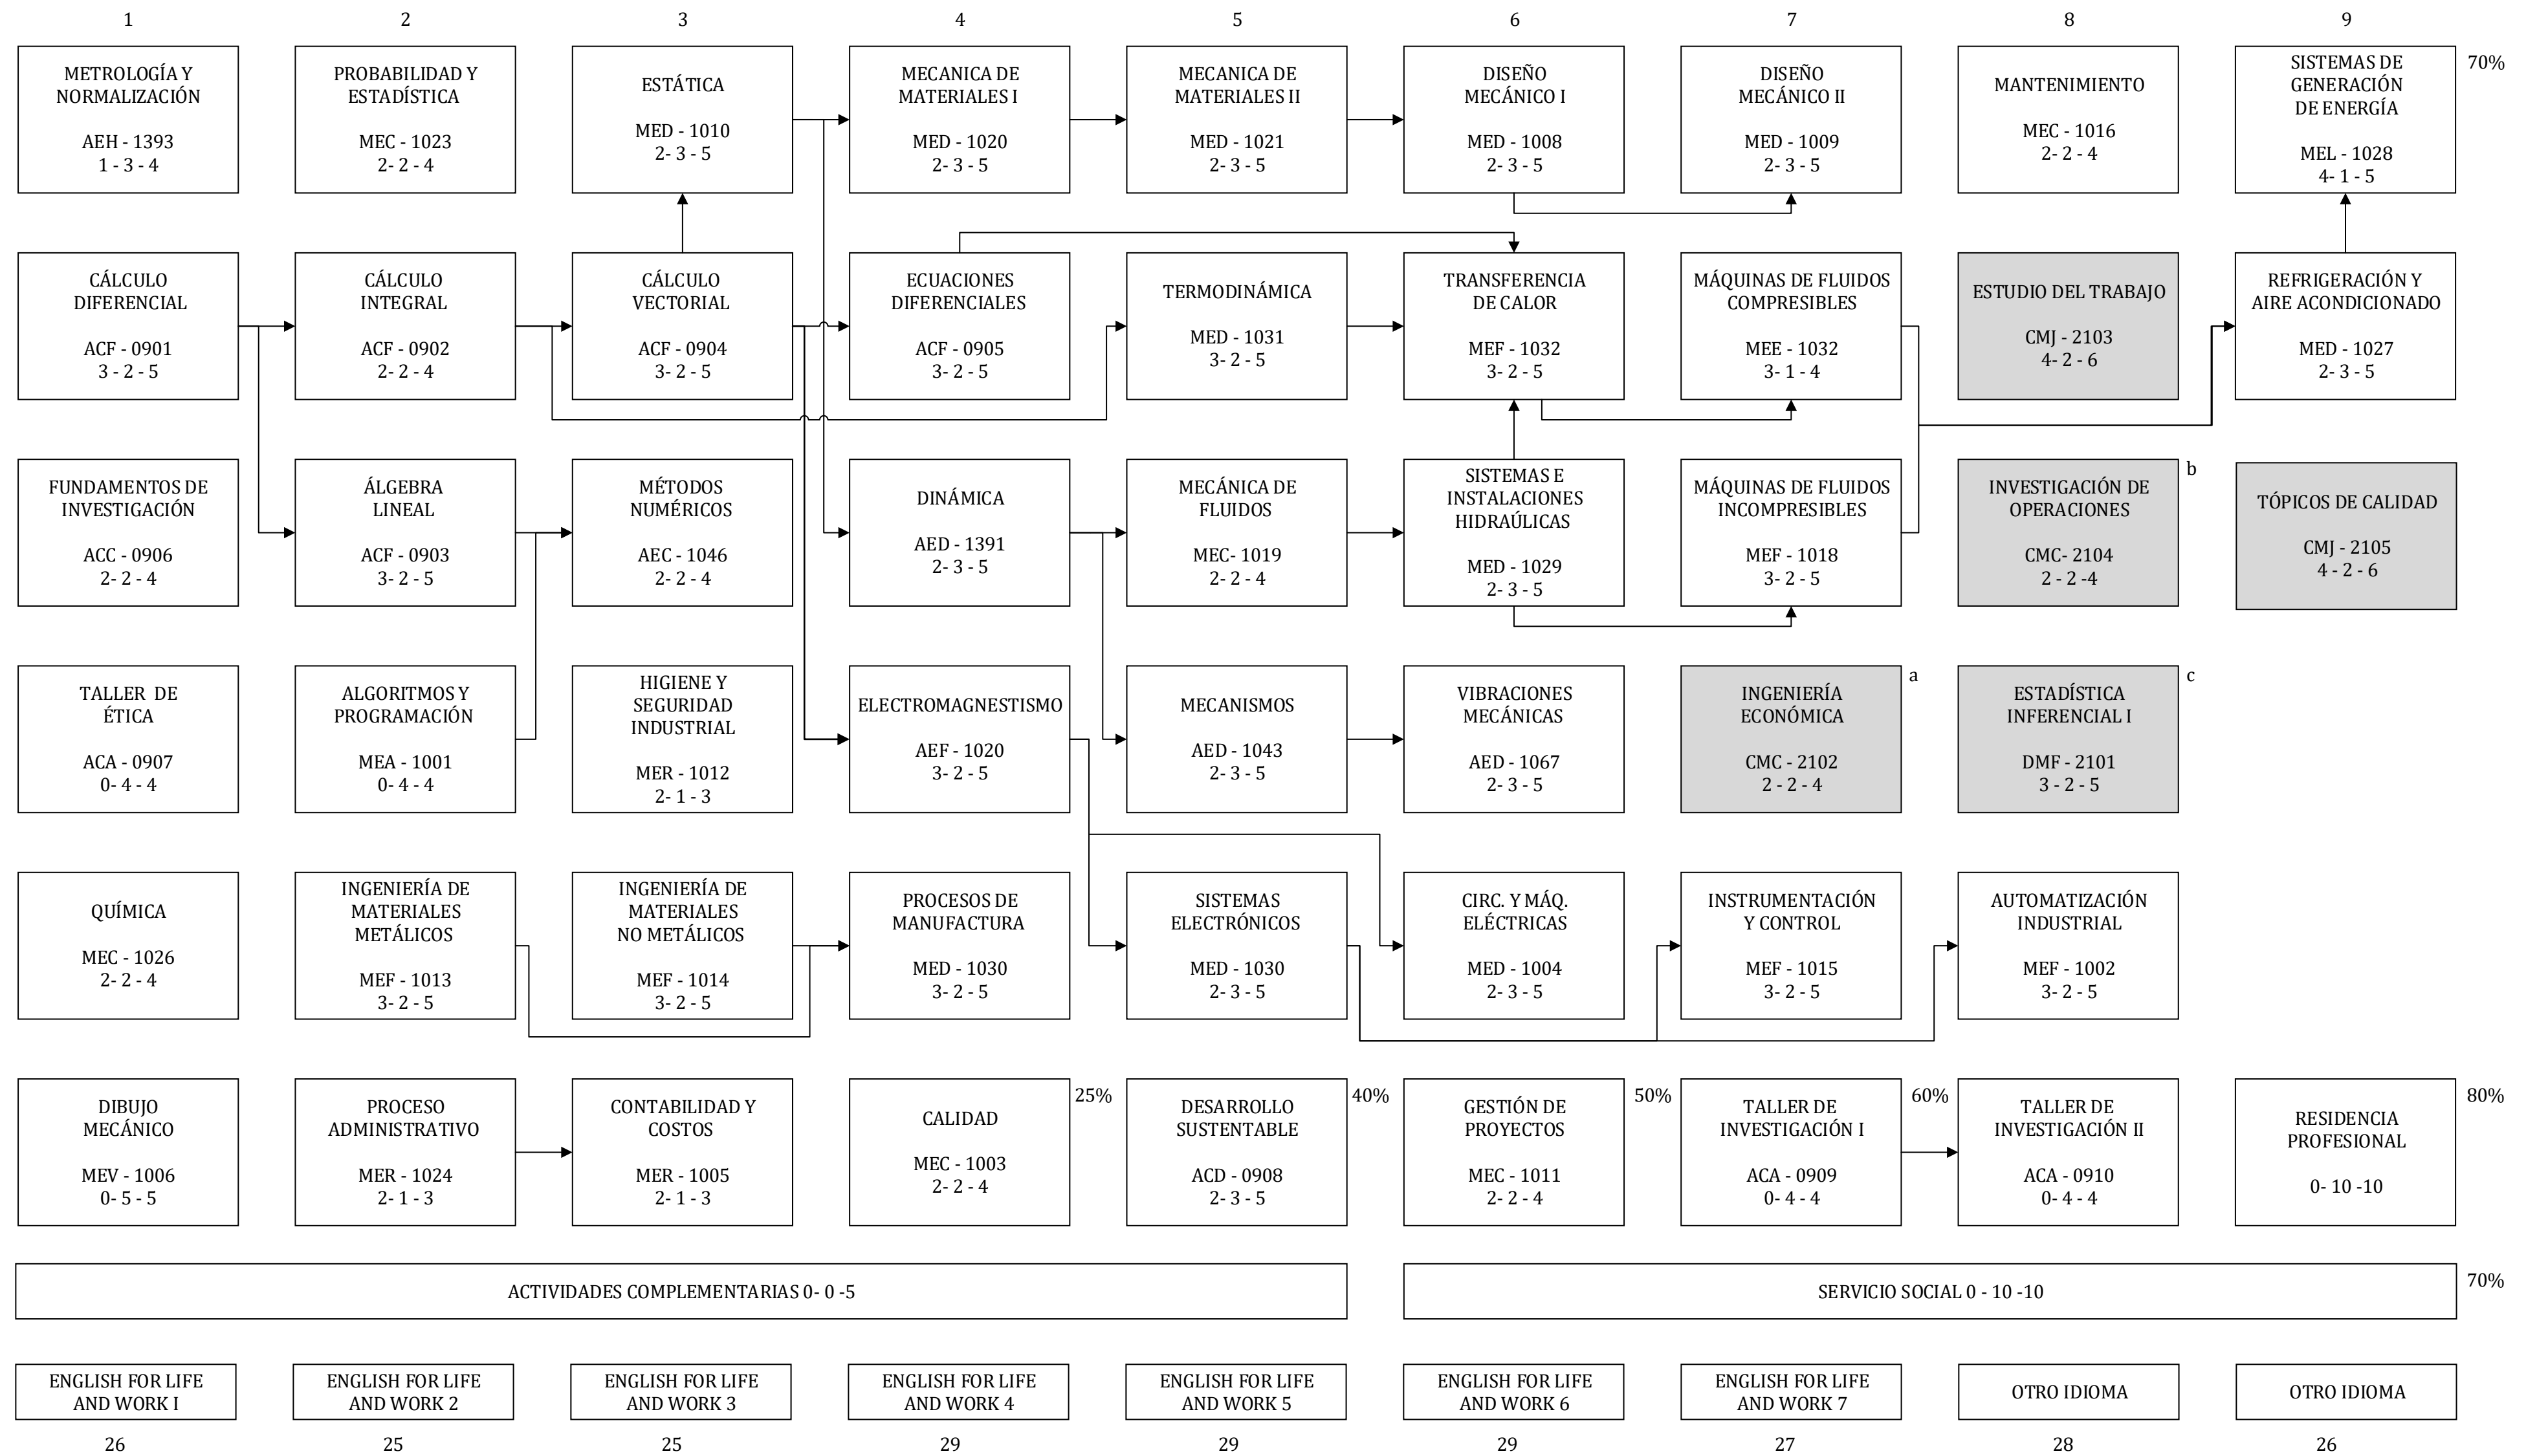 1 2 3 4 5 6 7 8 9
METROLOGÍA Y
NORMALIZACIÓN
AEH - 1393
1 - 3 - 4
PROBABILIDAD Y
ESTADÍSTICA
MEC - 1023
2- 2 - 4
ESTÁTICA
MED - 1010
2- 3 - 5
MECANICA DE
MATERIALES I
MED - 1020
2- 3 - 5
MECANICA DE
MATERIALES II
MED - 1021
2- 3 - 5
DISEÑO
MECÁNICO I
MED - 1008
2- 3 - 5
DISEÑO
MECÁNICO II
MED - 1009
2- 3 - 5
MANTENIMIENTO
MEC - 1016
2- 2 - 4
SISTEMAS DE
GENERACIÓN
DE ENERGÍA
MEL - 1028
4- 1 - 5
70%
CÁLCULO
DIFERENCIAL
ACF - 0901
3 - 2 - 5
CÁLCULO
INTEGRAL
ACF - 0902
2- 2 - 4
CÁLCULO
VECTORIAL
ACF - 0904
3- 2 - 5
ECUACIONES
DIFERENCIALES
ACF - 0905
3- 2 - 5
TERMODINÁMICA
MED - 1031
3- 2 - 5
TRANSFERENCIA
DE CALOR
MEF - 1032
3- 2 - 5
MÁQUINAS DE FLUIDOS
COMPRESIBLES
MEE - 1032
3- 1 - 4
ESTUDIO DEL TRABAJO
CMJ - 2103
4- 2 - 6
REFRIGERACIÓN Y
AIRE ACONDICIONADO
MED - 1027
2- 3 - 5
FUNDAMENTOS DE
INVESTIGACIÓN
ACC - 0906
2- 2 - 4
ÁLGEBRA
LINEAL
ACF - 0903
3- 2 - 5
MÉTODOS
NUMÉRICOS
AEC - 1046
2- 2 - 4
DINÁMICA
AED - 1391
2- 3 - 5
MECÁNICA DE
FLUIDOS
MEC- 1019
2- 2 - 4
SISTEMAS E
INSTALACIONES
HIDRAÚLICAS
MED - 1029
2- 3 - 5
MÁQUINAS DE FLUIDOS
INCOMPRESIBLES
MEF - 1018
3- 2 - 5
INVESTIGACIÓN DE
OPERACIONES
CMC- 2104
2 - 2 -4
b
TÓPICOS DE CALIDAD
CMJ - 2105
4 - 2 - 6
TALLER DE
ÉTICA
ACA - 0907
0- 4 - 4
ALGORITMOS Y
PROGRAMACIÓN
MEA - 1001
0- 4 - 4
HIGIENE Y
SEGURIDAD
INDUSTRIAL
MER - 1012
2- 1 - 3
ELECTROMAGNESTISMO
AEF - 1020
3- 2 - 5
MECANISMOS
AED - 1043
2- 3 - 5
VIBRACIONES
MECÁNICAS
AED - 1067
2- 3 - 5
INGENIERÍA
ECONÓMICA
CMC - 2102
2 - 2 - 4
a
ESTADÍSTICA
INFERENCIAL I
DMF - 2101
3 - 2 - 5
c
QUÍMICA
MEC - 1026
2- 2 - 4
INGENIERÍA DE
MATERIALES
METÁLICOS
MEF - 1013
3- 2 - 5
INGENIERÍA DE
MATERIALES
NO METÁLICOS
MEF - 1014
3- 2 - 5
PROCESOS DE
MANUFACTURA
MED - 1030
3- 2 - 5
SISTEMAS
ELECTRÓNICOS
MED - 1030
2- 3 - 5
CIRC. Y MÁQ.
ELÉCTRICAS
MED - 1004
2- 3 - 5
INSTRUMENTACIÓN
Y CONTROL
MEF - 1015
3- 2 - 5
AUTOMATIZACIÓN
INDUSTRIAL
MEF - 1002
3- 2 - 5
DIBUJO
MECÁNICO
MEV - 1006
0- 5 - 5
PROCESO
ADMINISTRATIVO
MER - 1024
2- 1 - 3
CONTABILIDAD Y
COSTOS
MER - 1005
2- 1 - 3
CALIDAD
MEC - 1003
2- 2 - 4
25%
DESARROLLO
SUSTENTABLE
ACD - 0908
2- 3 - 5
40%
GESTIÓN DE
PROYECTOS
MEC - 1011
2- 2 - 4
50%
TALLER DE
INVESTIGACIÓN I
ACA - 0909
0- 4 - 4
60%
TALLER DE
INVESTIGACIÓN II
ACA - 0910
0- 4 - 4
RESIDENCIA
PROFESIONAL
0- 10 -10
80%
ACTIVIDADES COMPLEMENTARIAS 0- 0 -5
SERVICIO SOCIAL 0 - 10 -10
70%
ENGLISH FOR LIFE
AND WORK I
ENGLISH FOR LIFE
AND WORK 2
ENGLISH FOR LIFE
AND WORK 3
ENGLISH FOR LIFE
AND WORK 4
ENGLISH FOR LIFE
AND WORK 5
ENGLISH FOR LIFE
AND WORK 6
ENGLISH FOR LIFE
AND WORK 7
OTRO IDIOMA
OTRO IDIOMA
26 25 25 29 29 29 27 28 26